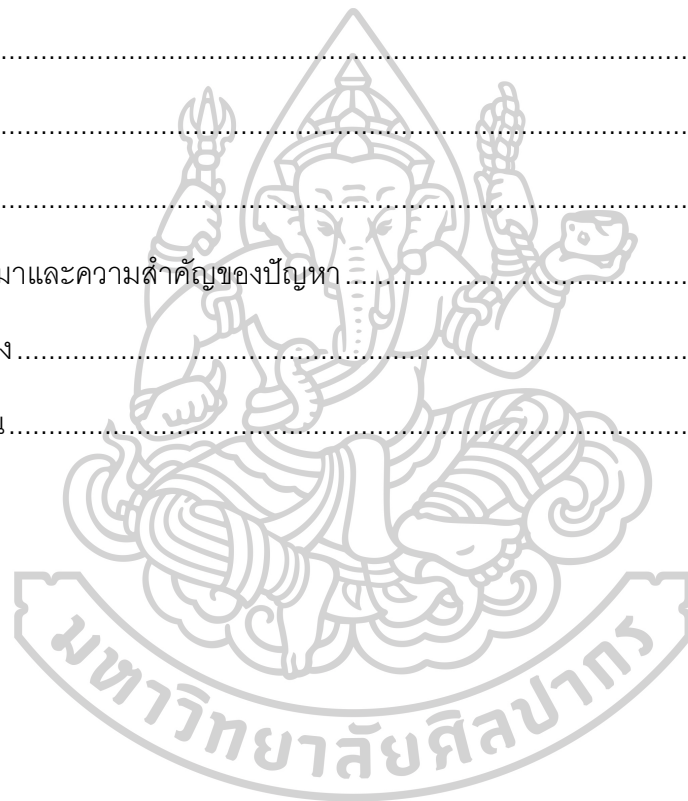 ................................................................................
................................................................................
................................................................................
มาและความสำคัญของปัญหา........................................
ง................................................................................
น................................................................................
มหาวิทยาลัยศิลปากร